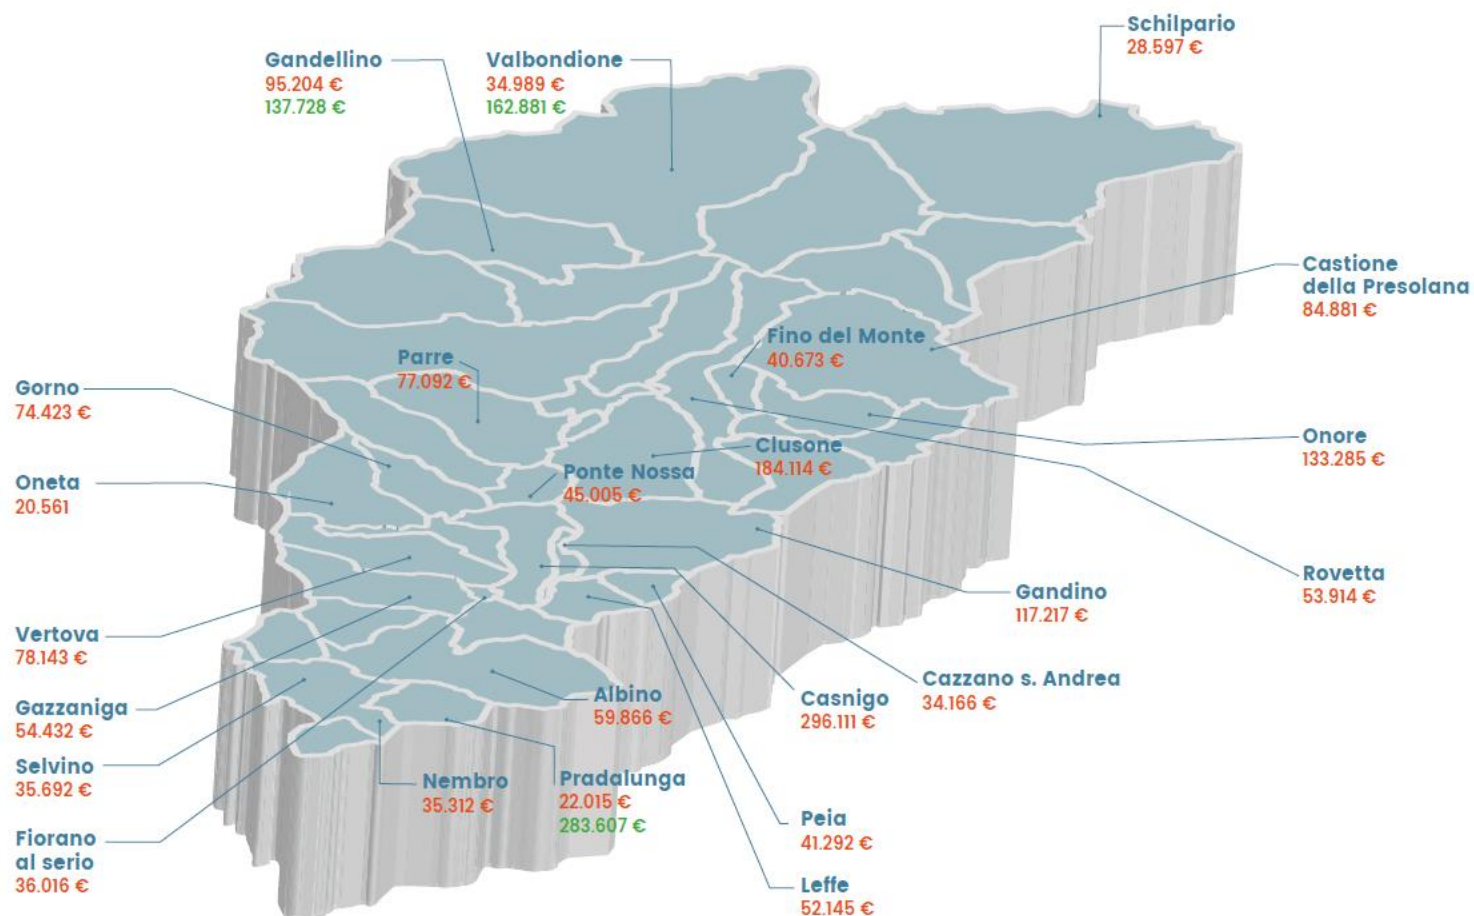 Schilpario
28.597 €
Gandellino
95.204 €
137.728 €
Valbondione
34.989 €
162.881 €
Castione
della Presolana
84.881 €
Fino del Monte
40.673 €
Parre
77.092 €
Gorno
74.423 €
Onore
133.285 €
Clusone
184.114 €
Ponte Nossa
45.005 €
Oneta
20.561
Rovetta
53.914 €
Gandino
117.217 €
Vertova
78.143 €
Cazzano s. Andrea
34.166 €
Casnigo
296.111 €
Albino
59.866 €
Gazzaniga
54.432 €
Selvino
35.692 €
Nembro
35.312 €
Pradalunga
22.015 €
283.607 €
Peia
41.292 €
Fiorano
al serio
36.016 €
Leffe
52.145 €